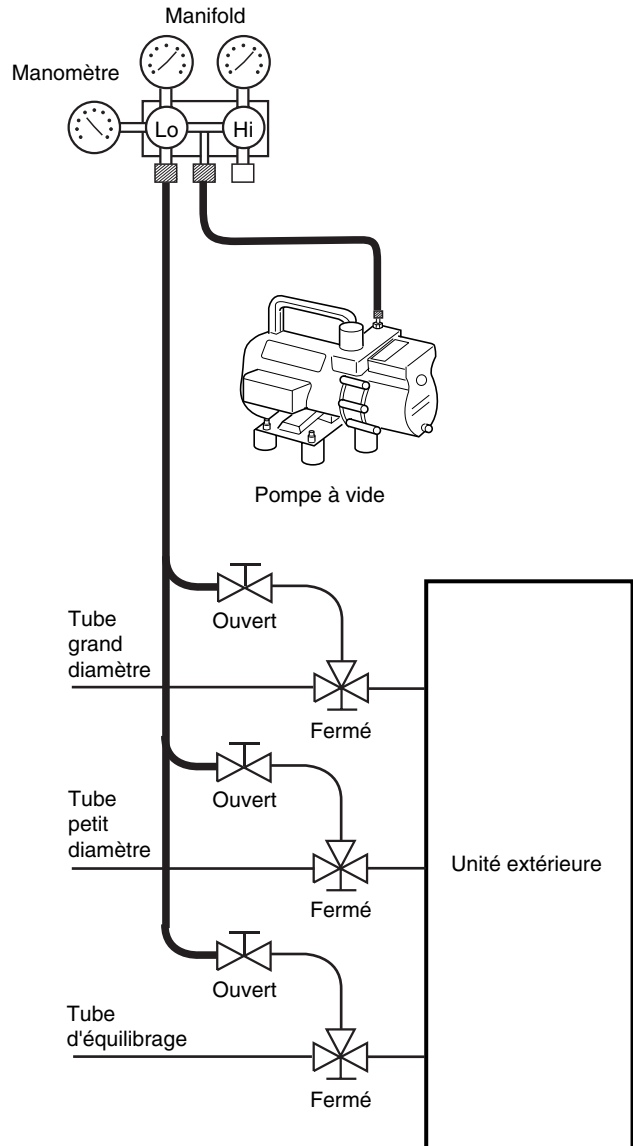 Manifold
Manomètre
Lo
Hi
Pompe à vide
Ouvert
Tube
grand
diamètre
Fermé
Ouvert
Tube
petit
diamètre
Fermé
Unité extérieure
Ouvert
Tube
d'équilibrage
Fermé